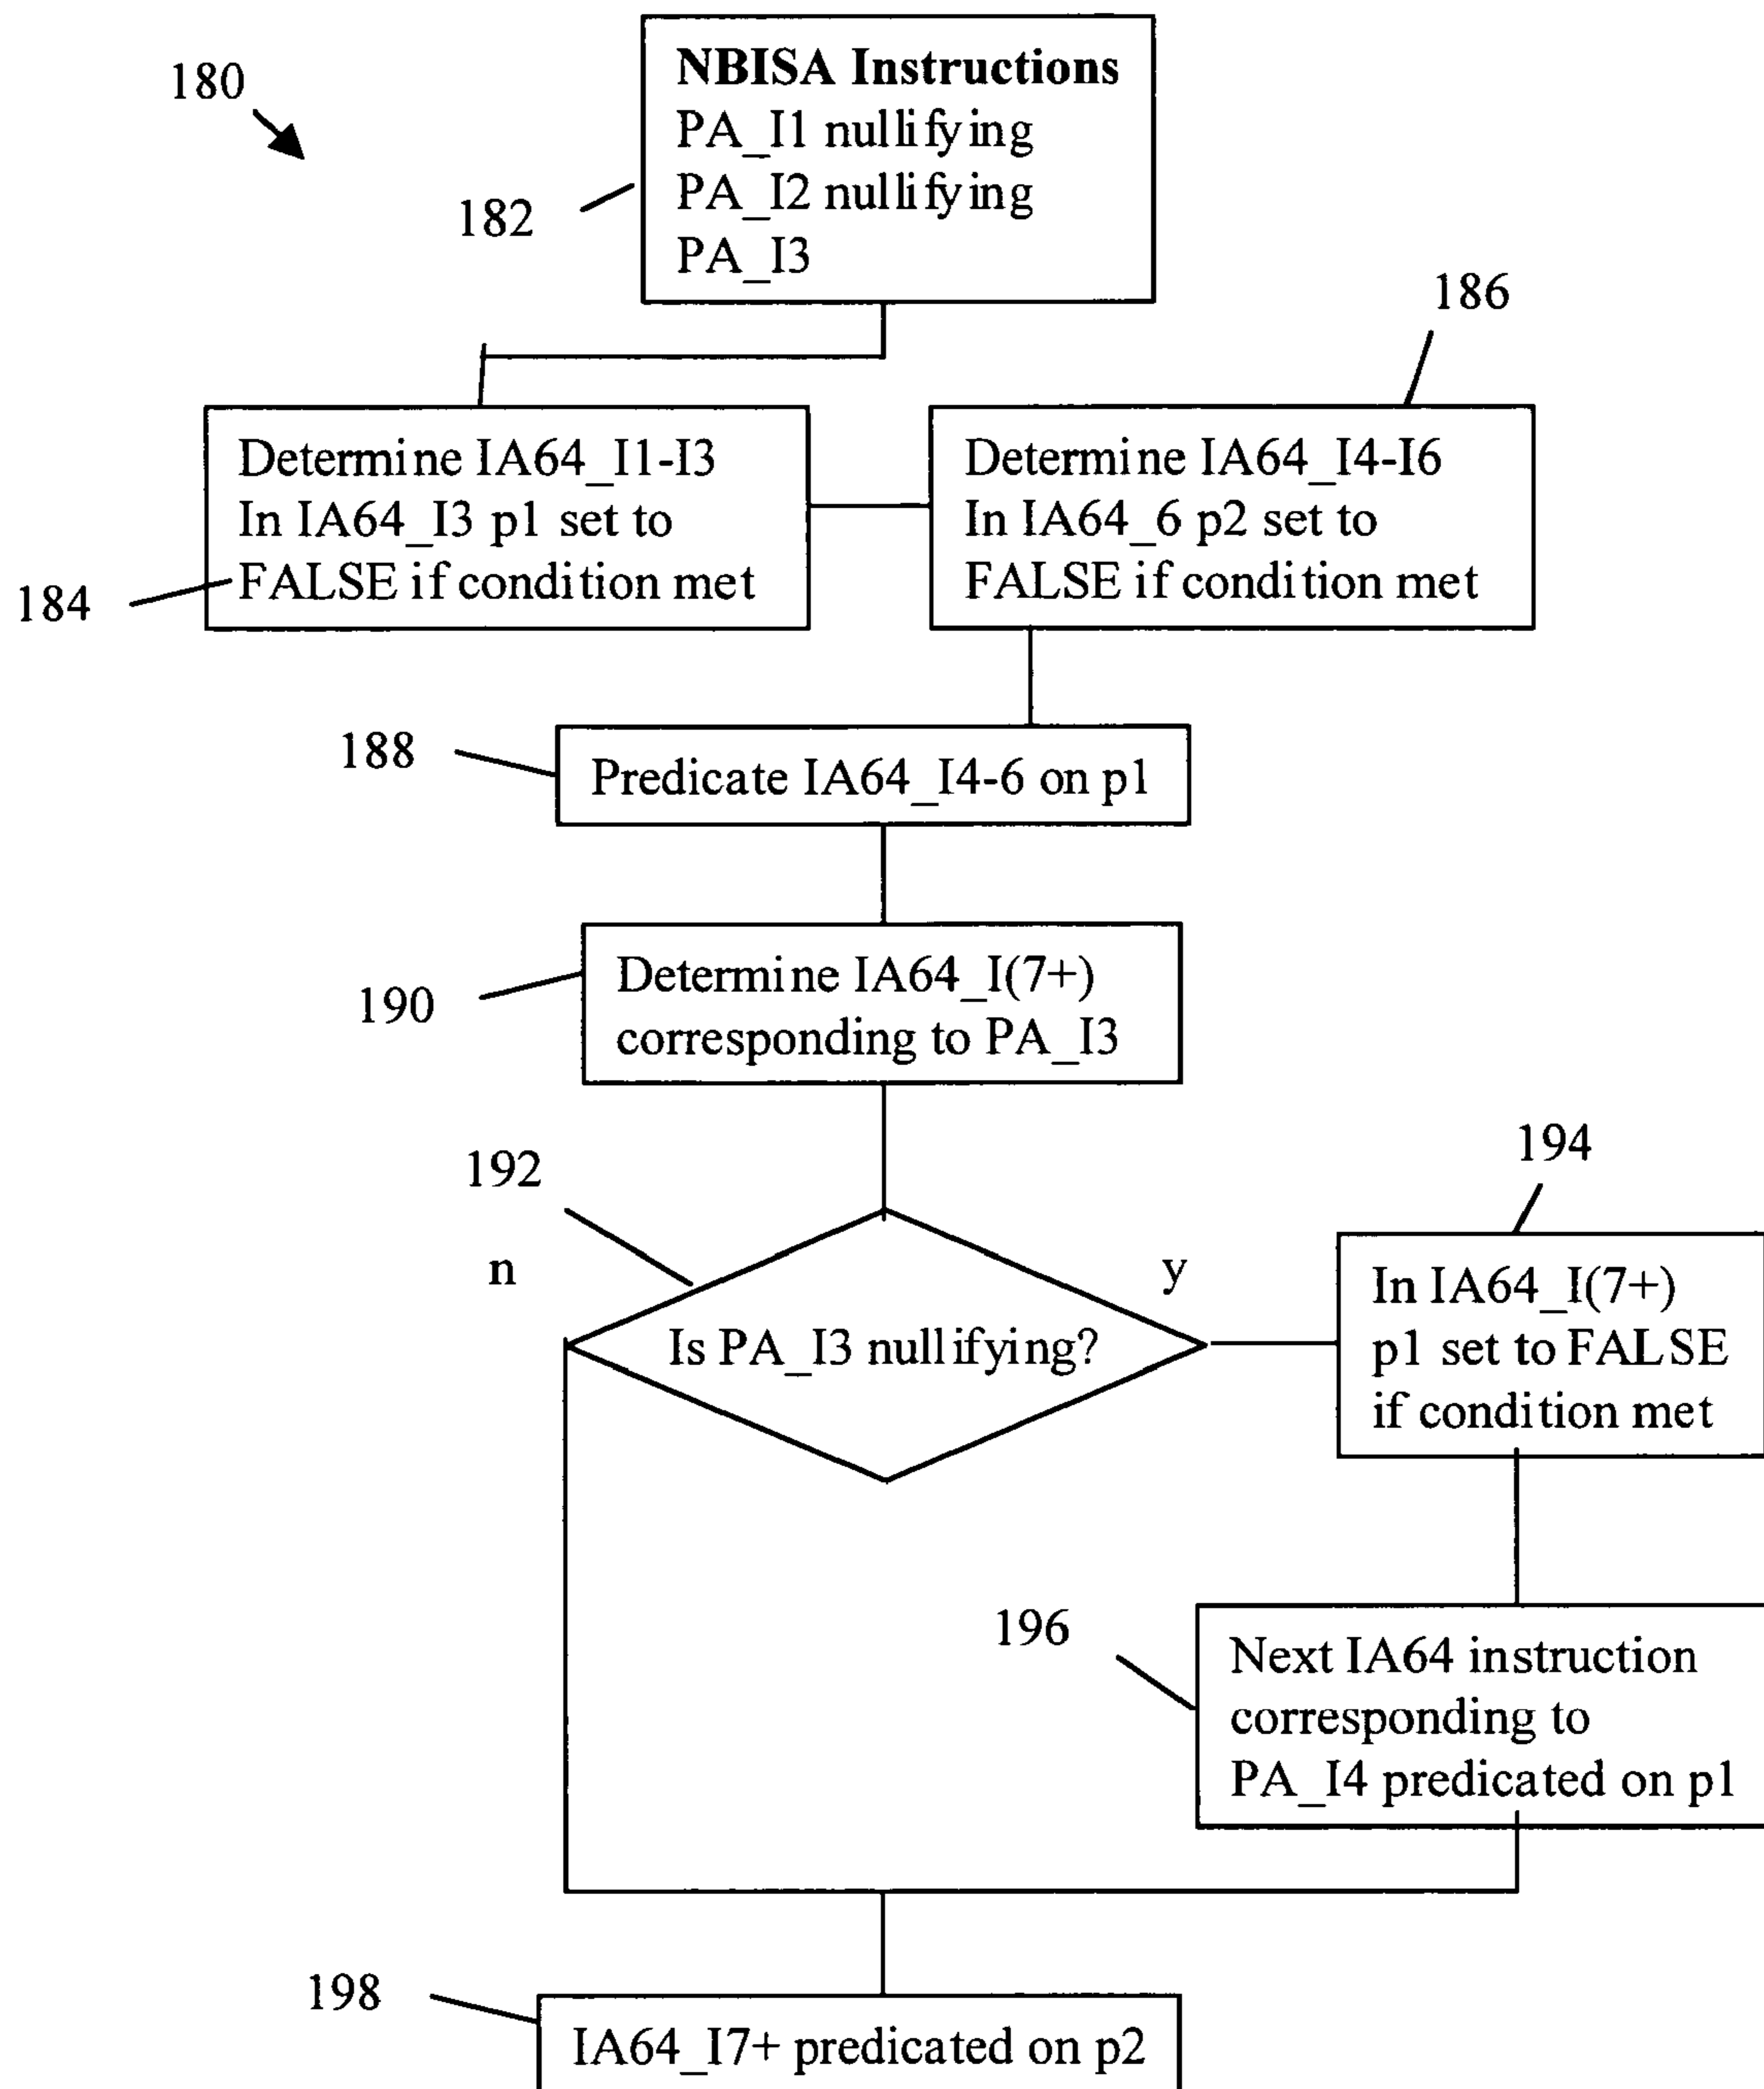 180
NBISA Instructions
PA_I1 nullifying
PA_I2 nullifying
PA_I3
182
186
Determine IA64_I1-I3
In IA64_I3 p1 set to
FALSE if condition met
184
Determine IA64_I4-I6
In IA64_6 p2 set to
FALSE if condition met
188
Predicate IA64_I4-6 on p1
190
Determine IA64_I(7+)
corresponding to PA_I3
192
n
y
Is PA_I3 nullifying?
194
In IA64_I(7+)
p1 set to FALSE
if condition met
196
Next IA64 instruction
corresponding to
PA_I4 predicated on p1
198
IA64_I7+ predicated on p2